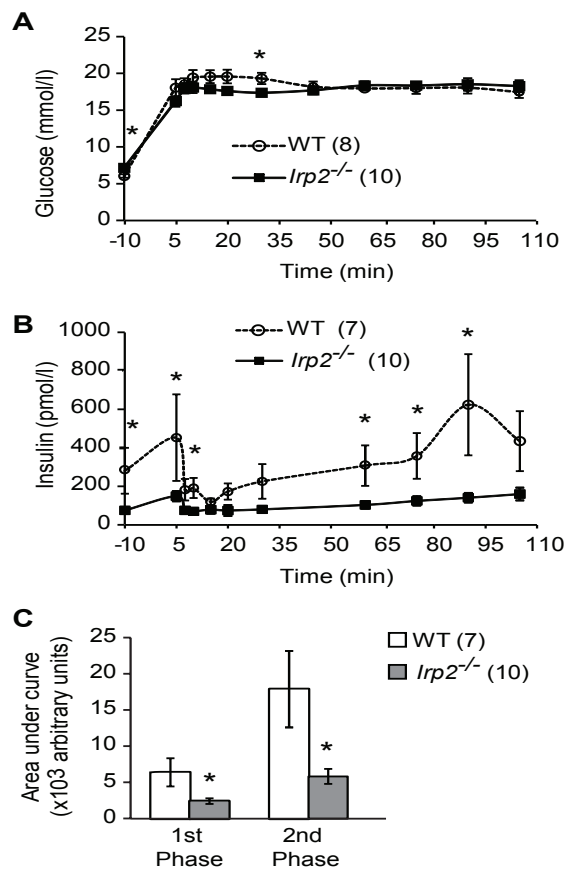 A
Glucose (mmol/l)
25
20
15
10
5
0
*
*
WT (8)
Irp2-/- (10)
-10 5 20 35 50 65 80 95 110
Time (min)
B
Insulin (pmol/l)
1000
800
600
400
200
0
WT (7)
Irp2-/- (10)
*
*
*
*
*
*
-10 5 20 35 50 65 80 95 110
Time (min)
C
Area under curve
(x10³ arbitrary units)
25
20
15
10
5
0
WT (7)
Irp2-/- (10)
*
*
1st
Phase
2nd
Phase